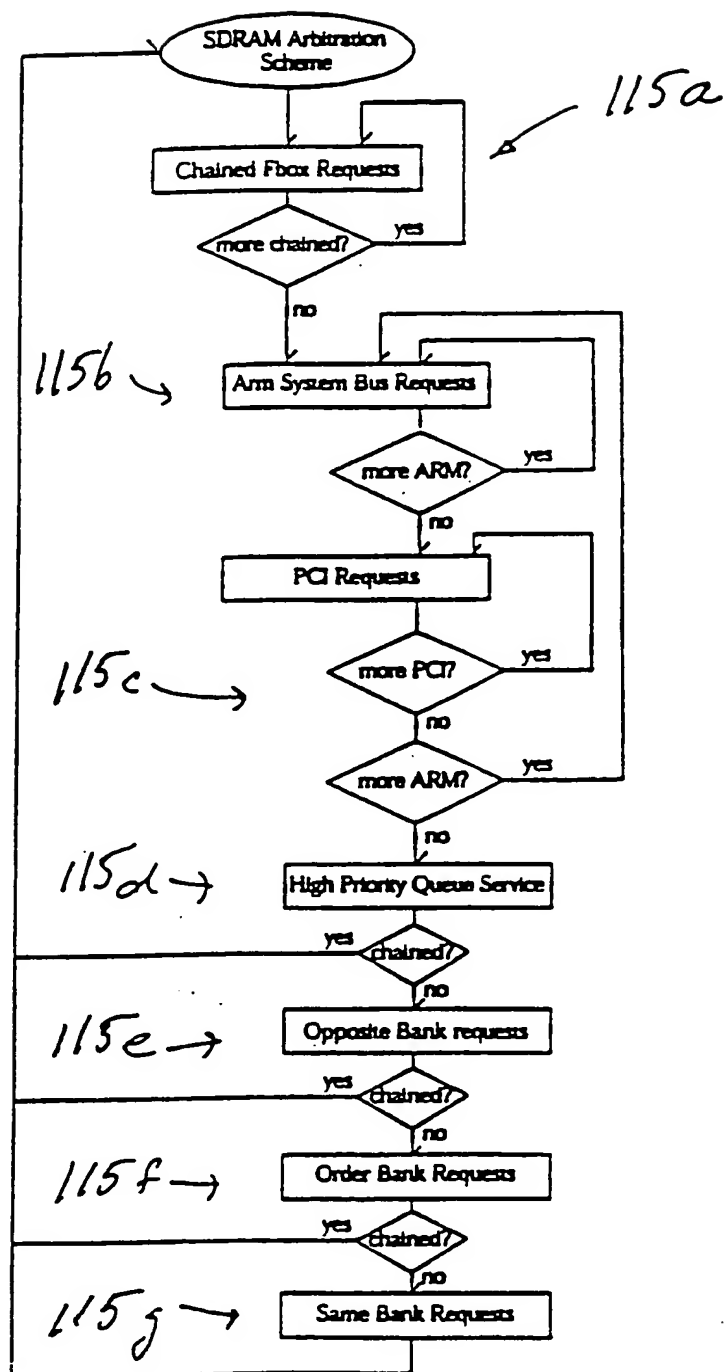 SDRAM Arbitration
Scheme
115a
Chained Fbox Requests
more chained?
yes
no
115b
Arm System Bus Requests
more ARM?
yes
no
PCI Requests
115c
more PCI?
yes
no
more ARM?
yes
no
115d
High Priority Queue Service
yes
chained?
no
115e
Opposite Bank requests
yes
chained?
no
115f
Order Bank Requests
yes
chained?
no
115g
Same Bank Requests